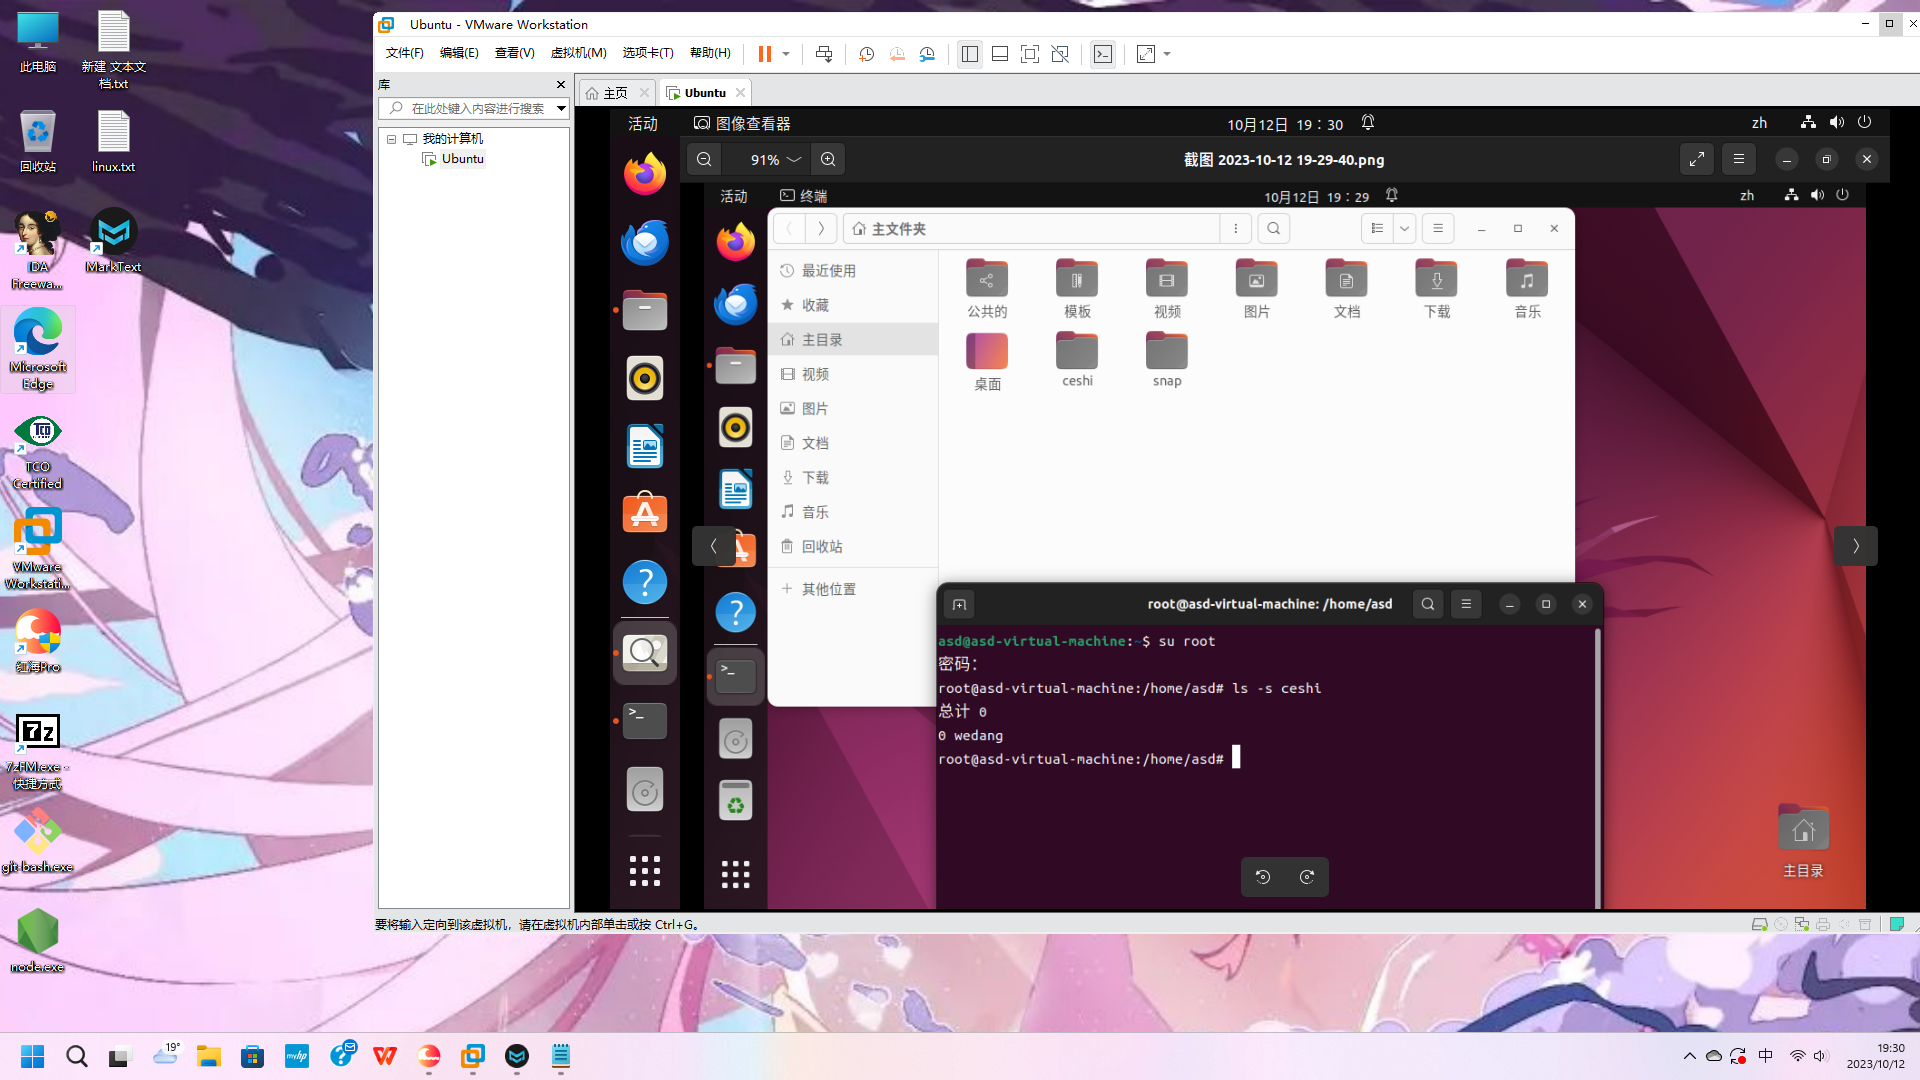 此电脑
新建 文本文
档.txt
回收站
linux.txt
IDA
Freewa...
MarkText
Microsoft
Edge
TCO
Certified
VMware
Workstati...
红海Pro
7zFM.exe -
快捷方式
git-bash.exe
node.exe
Ubuntu - VMware Workstation
文件(F) 编辑(E) 查看(V) 虚拟机(M) 选项卡(T) 帮助(H)
库
在此处键入内容进行搜索
我的计算机
Ubuntu
主页
Ubuntu
活动 图像查看器 10月12日 19：30 zh
91% 截图 2023-10-12 19-29-40.png
活动 终端 10月12日 19：29 zh
主文件夹
最近使用
收藏
主目录
视频
图片
文档
下载
音乐
回收站
其他位置
公共的 模板 视频 图片 文档 下载 音乐
桌面 ceshi snap
root@asd-virtual-machine: /home/asd
asd@asd-virtual-machine:~$ su root
密码：
root@asd-virtual-machine:/home/asd# ls -s ceshi
总计 0
0 wedang
root@asd-virtual-machine:/home/asd#
主目录
要将输入定向到该虚拟机，请在虚拟机内部单击或按 Ctrl+G。
19°
中
19:30
2023/10/12